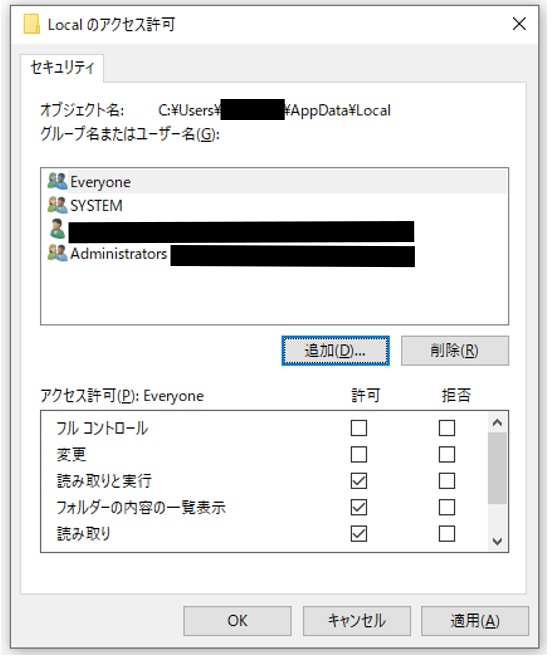 Local のアクセス許可
セキュリティ
オブジェクト名: C:¥Users¥ ¥AppData¥Local
グループ名またはユーザー名(G):
Everyone
SYSTEM
Administrators
追加(D)... 削除(R)
アクセス許可(P): Everyone 許可 拒否
フル コントロール
変更
読み取りと実行
フォルダーの内容の一覧表示
読み取り
OK キャンセル 適用(A)